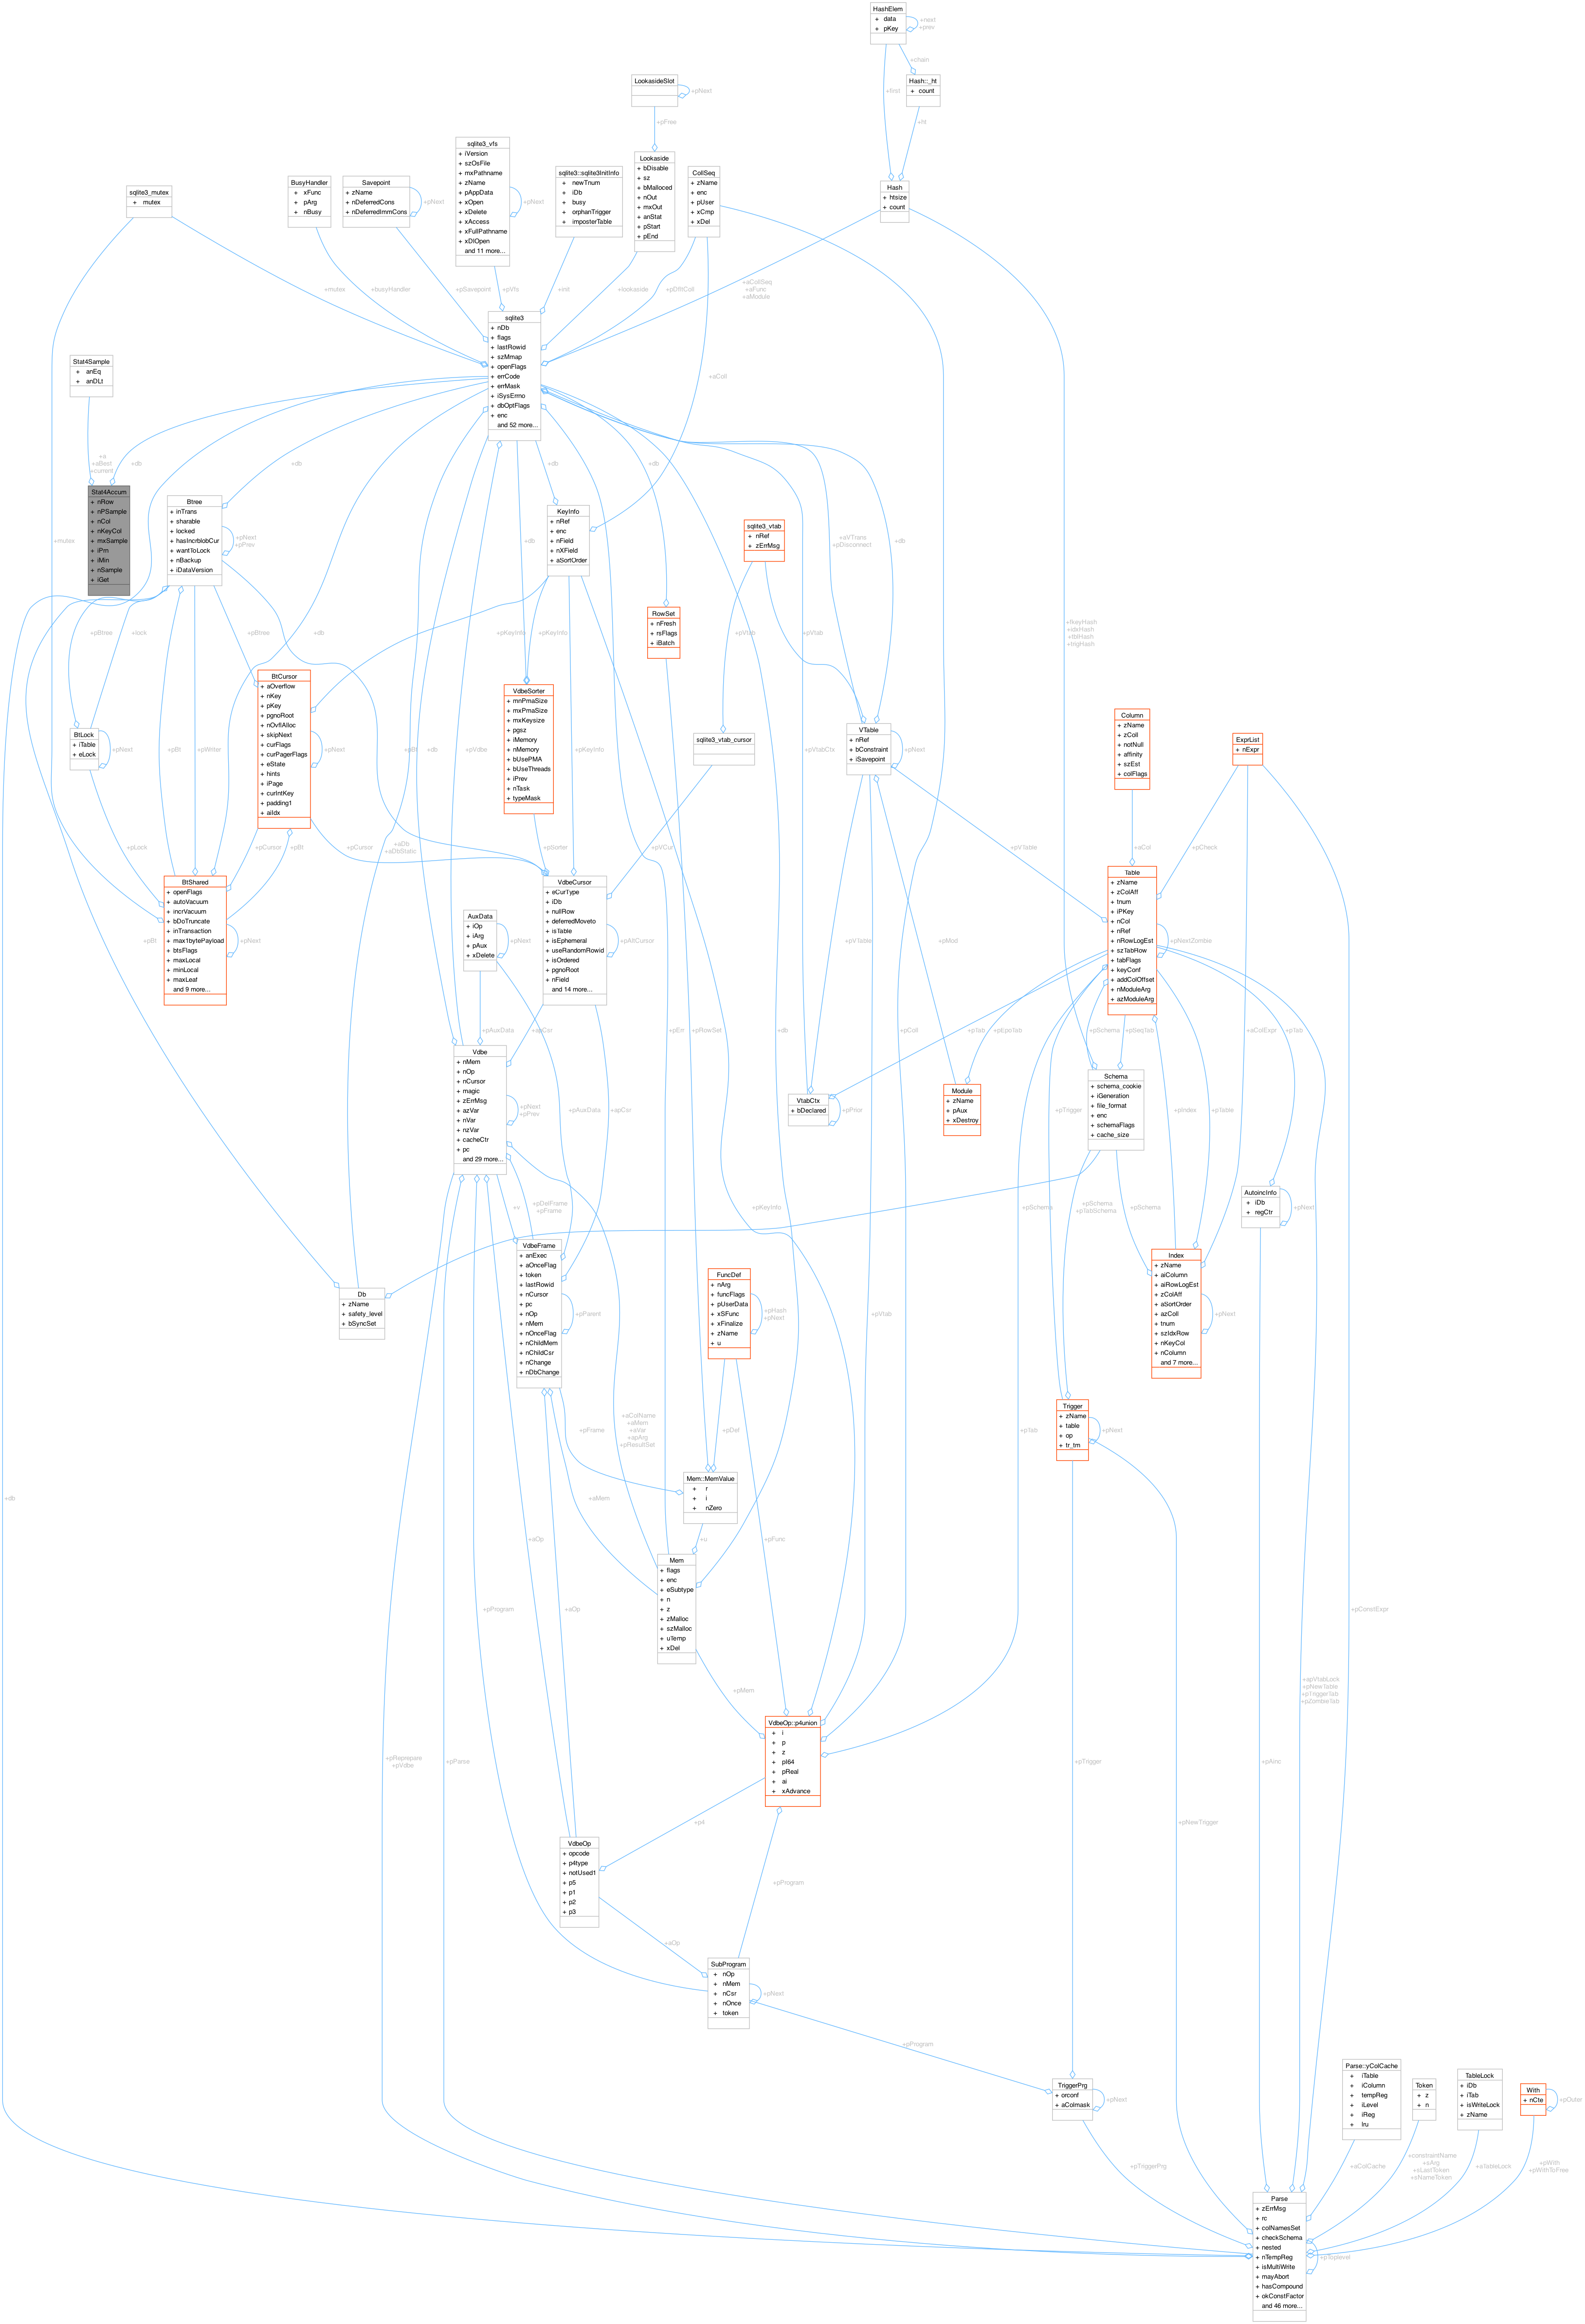 HashElem
+ data
+ pKey
+next
+prev
+chain
LookasideSlot
+pNext
Hash::_ht
+ count
+first
+pFree
+ht
sqlite3_vfs
+ iVersion
+ szOsFile
+ mxPathname
+ zName
+ pAppData
+ xOpen
+ xDelete
+ xAccess
+ xFullPathname
+ xDlOpen
and 11 more...
+pNext
Lookaside
+ bDisable
+ sz
+ bMalloced
+ nOut
+ mxOut
+ anStat
+ pStart
+ pEnd
sqlite3::sqlite3InitInfo
+ newTnum
+ iDb
+ busy
+ orphanTrigger
+ imposterTable
CollSeq
+ zName
+ enc
+ pUser
+ xCmp
+ xDel
BusyHandler
+ xFunc
+ pArg
+ nBusy
Savepoint
+ zName
+ nDeferredCons
+ nDeferredImmCons
+pNext
sqlite3_mutex
+ mutex
Hash
+ htsize
+ count
+mutex
+busyHandler
+pSavepoint
+pVfs
+init
+lookaside
+pDfltColl
+aCollSeq
+aFunc
+aModule
sqlite3
+ nDb
+ flags
+ lastRowid
+ szMmap
+ openFlags
+ errCode
+ errMask
+ iSysErrno
+ dbOptFlags
+ enc
and 52 more...
Stat4Sample
+ anEq
+ anDLt
+aColl
+a
+aBest
+current
+db
+db
+db
+db
+aVTrans
+pDisconnect
+db
Stat4Accum
+ nRow
+ nPSample
+ nCol
+ nKeyCol
+ mxSample
+ iPrn
+ iMin
+ nSample
+ iGet
Btree
+ inTrans
+ sharable
+ locked
+ hasIncrblobCur
+ wantToLock
+ nBackup
+ iDataVersion
+pNext
+pPrev
KeyInfo
+ nRef
+ enc
+ nField
+ nXField
+ aSortOrder
sqlite3_vtab
+ nRef
+ zErrMsg
+mutex
RowSet
+ nFresh
+ rsFlags
+ iBatch
+fkeyHash
+idxHash
+tblHash
+trigHash
+pBtree
+lock
+pBtree
+db
+pKeyInfo
+pKeyInfo
+pVtab
+pVtab
BtCursor
+ aOverflow
+ nKey
+ pKey
+ pgnoRoot
+ nOvflAlloc
+ skipNext
+ curFlags
+ curPagerFlags
+ eState
+ hints
+ iPage
+ curIntKey
+ padding1
+ aiIdx
+pNext
VdbeSorter
+ mnPmaSize
+ mxPmaSize
+ mxKeysize
+ pgsz
+ iMemory
+ nMemory
+ bUsePMA
+ bUseThreads
+ iPrev
+ nTask
+ typeMask
Column
+ zName
+ zColl
+ notNull
+ affinity
+ szEst
+ colFlags
BtLock
+ iTable
+ eLock
+pNext
+pBt
+pWriter
+pBt
+db
+pVdbe
+pKeyInfo
sqlite3_vtab_cursor
VTable
+ nRef
+ bConstraint
+ iSavepoint
+pNext
+pVtabCtx
ExprList
+ nExpr
+pLock
+pCursor
+pBt
+pCursor
+aDb
+aDbStatic
+pSorter
+pVCur
+pVTable
+aCol
+pCheck
BtShared
+ openFlags
+ autoVacuum
+ incrVacuum
+ bDoTruncate
+ inTransaction
+ max1bytePayload
+ btsFlags
+ maxLocal
+ minLocal
+ maxLeaf
and 9 more...
+pNext
VdbeCursor
+ eCurType
+ iDb
+ nullRow
+ deferredMoveto
+ isTable
+ isEphemeral
+ useRandomRowid
+ isOrdered
+ pgnoRoot
+ nField
and 14 more...
+pAltCursor
Table
+ zName
+ zColAff
+ tnum
+ iPKey
+ nCol
+ nRef
+ nRowLogEst
+ szTabRow
+ tabFlags
+ keyConf
+ addColOffset
+ nModuleArg
+ azModuleArg
+pNextZombie
AuxData
+ iOp
+ iArg
+ pAux
+ xDelete
+pNext
+pBt
+pVTable
+pMod
+aColExpr
+pAuxData
+apCsr
+pErr
+pRowSet
+db
+pColl
+pTab
+pEpoTab
+pSchema
+pSeqTab
+pTab
Vdbe
+ nMem
+ nOp
+ nCursor
+ magic
+ zErrMsg
+ azVar
+ nVar
+ nzVar
+ cacheCtr
+ pc
and 29 more...
+pNext
+pPrev
+pAuxData
+apCsr
VtabCtx
+ bDeclared
+pPrior
Module
+ zName
+ pAux
+ xDestroy
+pTrigger
Schema
+ schema_cookie
+ iGeneration
+ file_format
+ enc
+ schemaFlags
+ cache_size
+pIndex
+pTable
+pConstExpr
+v
+pDelFrame
+pFrame
+pKeyInfo
+pSchema
+pSchema
+pTabSchema
+pSchema
AutoincInfo
+ iDb
+ regCtr
+pNext
VdbeFrame
+ anExec
+ aOnceFlag
+ token
+ lastRowid
+ nCursor
+ pc
+ nOp
+ nMem
+ nOnceFlag
+ nChildMem
+ nChildCsr
+ nChange
+ nDbChange
+pParent
FuncDef
+ nArg
+ funcFlags
+ pUserData
+ xSFunc
+ xFinalize
+ zName
+ u
+pHash
+pNext
Index
+ zName
+ aiColumn
+ aiRowLogEst
+ zColAff
+ aSortOrder
+ azColl
+ tnum
+ szIdxRow
+ nKeyCol
+ nColumn
and 7 more...
+pNext
Db
+ zName
+ safety_level
+ bSyncSet
+pVtab
Trigger
+ zName
+ table
+ op
+ tr_tm
+pNext
+pFrame
+aColName
+aMem
+aVar
+apArg
+pResultSet
+pDef
+pTab
+db
+aMem
Mem::MemValue
+ r
+ i
+ nZero
+aOp
+u
+pFunc
+pProgram
+aOp
Mem
+ flags
+ enc
+ eSubtype
+ n
+ z
+ zMalloc
+ szMalloc
+ uTemp
+ xDel
+apVtabLock
+pNewTable
+pTriggerTab
+pZombieTab
+pMem
VdbeOp::p4union
+ i
+ p
+ z
+ pI64
+ pReal
+ ai
+ xAdvance
+pReprepare
+pVdbe
+pParse
+pTrigger
+pAinc
+p4
+pNewTrigger
VdbeOp
+ opcode
+ p4type
+ notUsed1
+ p5
+ p1
+ p2
+ p3
+pProgram
+aOp
SubProgram
+ nOp
+ nMem
+ nCsr
+ nOnce
+ token
+pNext
+pProgram
TriggerPrg
+ orconf
+ aColmask
+pNext
Parse::yColCache
+ iTable
+ iColumn
+ tempReg
+ iLevel
+ iReg
+ lru
Token
+ z
+ n
TableLock
+ iDb
+ iTab
+ isWriteLock
+ zName
With
+ nCte
+pOuter
+pTriggerPrg
+aColCache
+constraintName
+sArg
+sLastToken
+sNameToken
+aTableLock
+pWith
+pWithToFree
Parse
+ zErrMsg
+ rc
+ colNamesSet
+ checkSchema
+ nested
+ nTempReg
+ isMultiWrite
+ mayAbort
+ hasCompound
+ okConstFactor
and 46 more...
+pToplevel